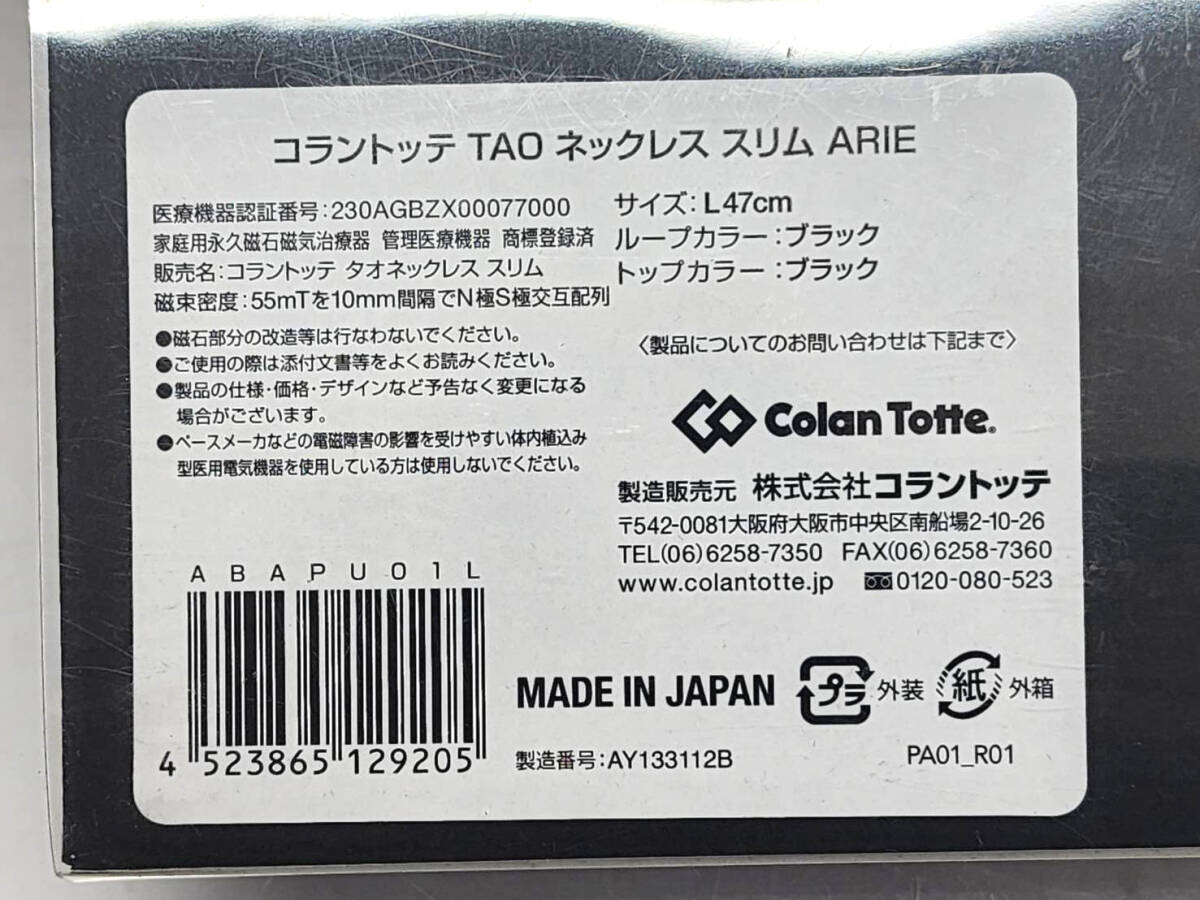 コラントッテ TAO ネックレス スリム ARIE
医療機器認証番号:230AGBZX00077000
家庭用永久磁石磁気治療器 管理医療機器 商標登録済
販売名:コラントッテ タオネックレス スリム
磁束密度:55mTを10mm間隔でN極S極交互配列
●磁石部分の改造等は行なわないでください。
●ご使用の際は添付文書等をよくお読みください。
●製品の仕様・価格・デザインなど予告なく変更になる
場合がございます。
●ペースメーカなどの電磁障害の影響を受けやすい体内植込み
型医用電気機器を使用している方は使用しないでください。
サイズ:L47cm
ループカラー:ブラック
トップカラー:ブラック
〈製品についてのお問い合わせは下記まで〉
Colan Totte.
製造販売元 株式会社コラントッテ
〒542-0081大阪府大阪市中央区南船場2-10-26
TEL(06)6258-7350 FAX(06)6258-7360
www.colantotte.jp 0120-080-523
ABAPU01L
4 523865 129205
MADE IN JAPAN
プラ 外装 紙 外箱
製造番号:AY133112B
PA01_R01